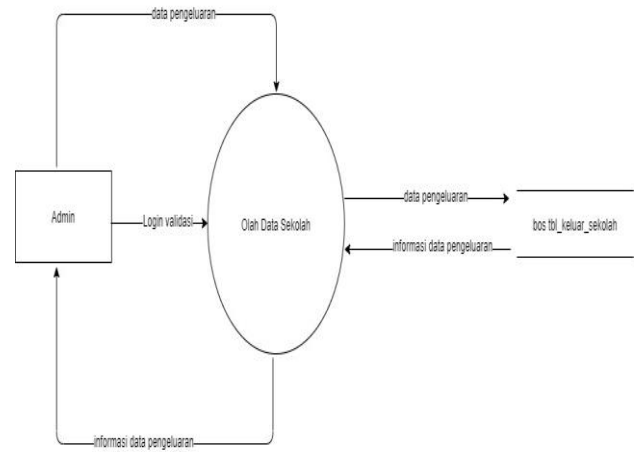 data pengeluaran
Admin
Login validasi
Olah Data Sekolah
data pengeluaran
informasi data pengeluaran
bos tbl_keluar_sekolah
informasi data pengeluaran